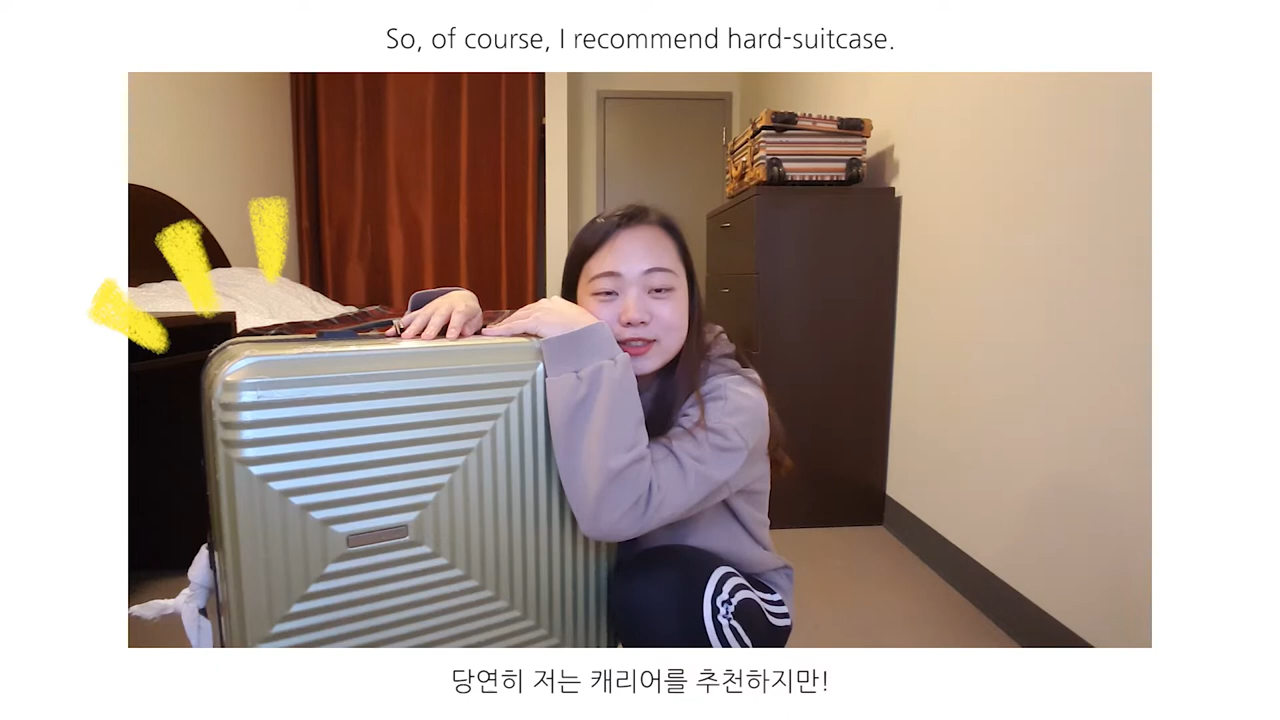 So, of course, I recommend hard-suitcase.
당연히 저는 캐리어를 추천하지만!